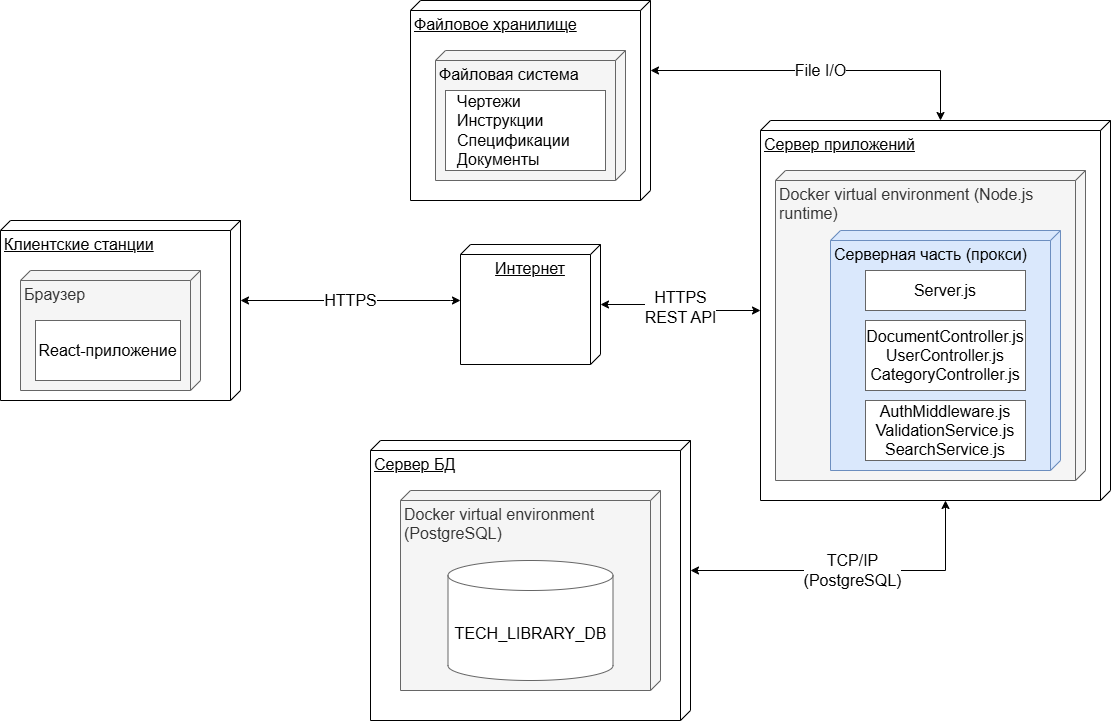 Файловое хранилище
Файловая система
Чертежи
Инструкции
Спецификации
Документы
File I/O
Сервер приложений
Docker virtual environment (Node.js
runtime)
Серверная часть (прокси)
Server.js
DocumentController.js
UserController.js
CategoryController.js
AuthMiddleware.js
ValidationService.js
SearchService.js
Клиентские станции
Браузер
React-приложение
HTTPS
Интернет
HTTPS
REST API
Сервер БД
Docker virtual environment
(PostgreSQL)
TECH_LIBRARY_DB
TCP/IP
(PostgreSQL)